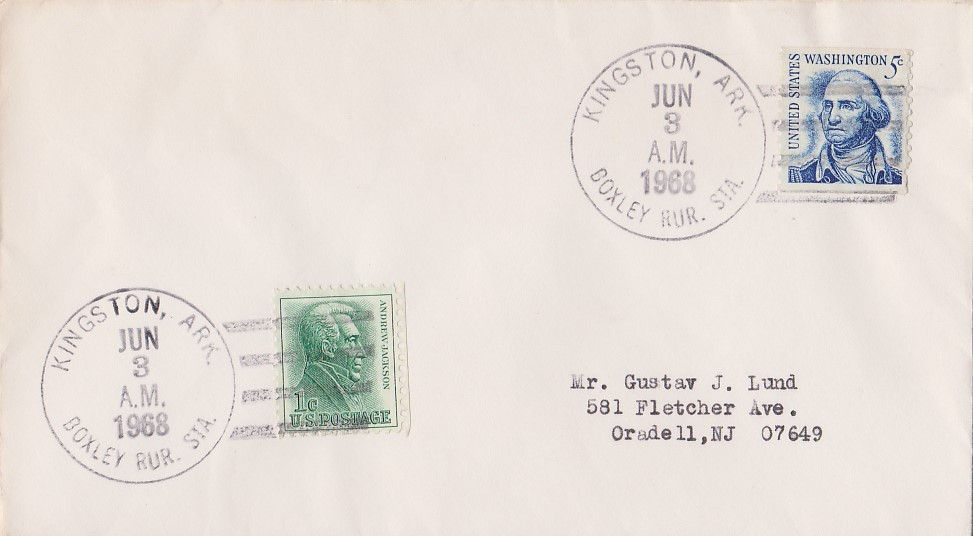 KINGSTON, ARK.
JUN
3
A.M.
1968
BOXLEY RUR. STA.
UNITED STATES
WASHINGTON 5c
KINGSTON, ARK.
JUN
3
A.M.
1968
BOXLEY RUR. STA.
ANDREW JACKSON
1c
U.S. POSTAGE
Mr. Gustav J. Lund
581 Fletcher Ave.
Oradell,NJ 07649